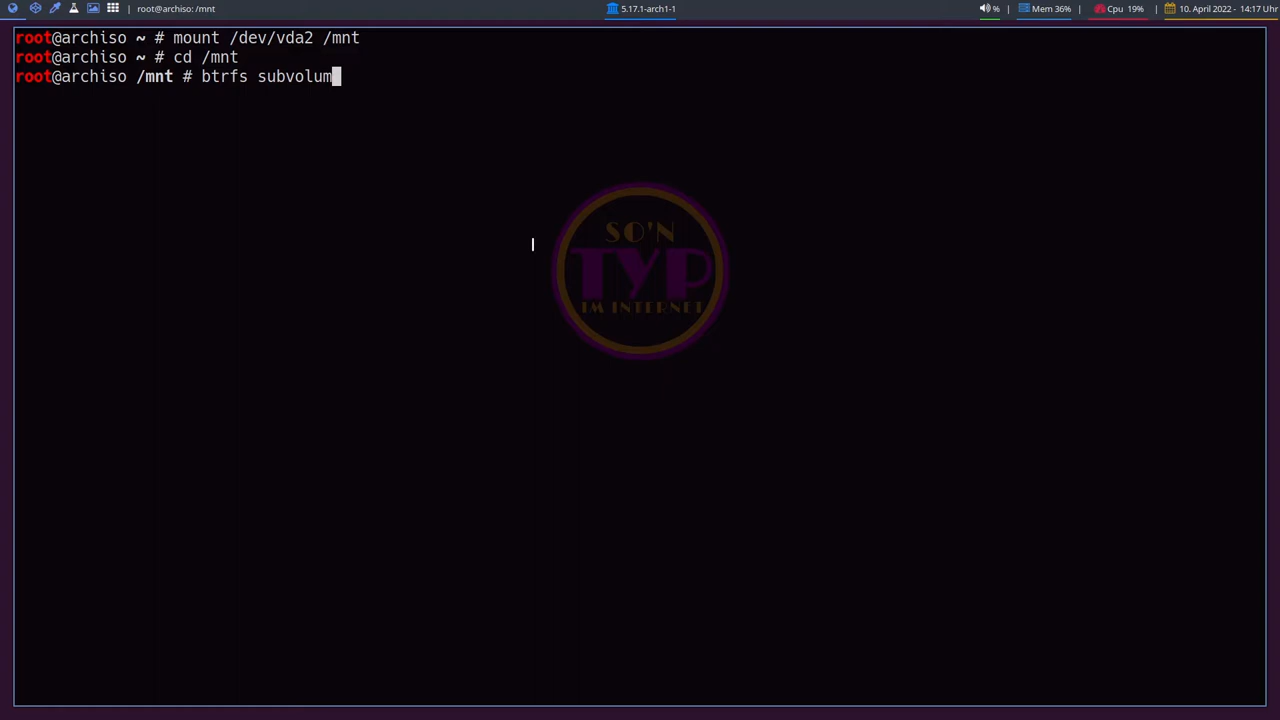 root@archiso: /mnt
5.17.1-arch1-1
%
Mem 36%
Cpu 19%
10. April 2022 - 14:17 Uhr
root@archiso ~ # mount /dev/vda2 /mnt
root@archiso ~ # cd /mnt
root@archiso /mnt # btrfs subvolum
SO'N
TYP
IM INTERNET